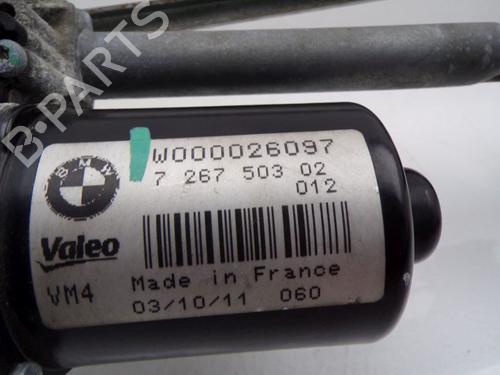 B-PARTS
BMW
W000026097
7 267 503 02
012
Valeo
VM4
Made in France
03/10/11 060